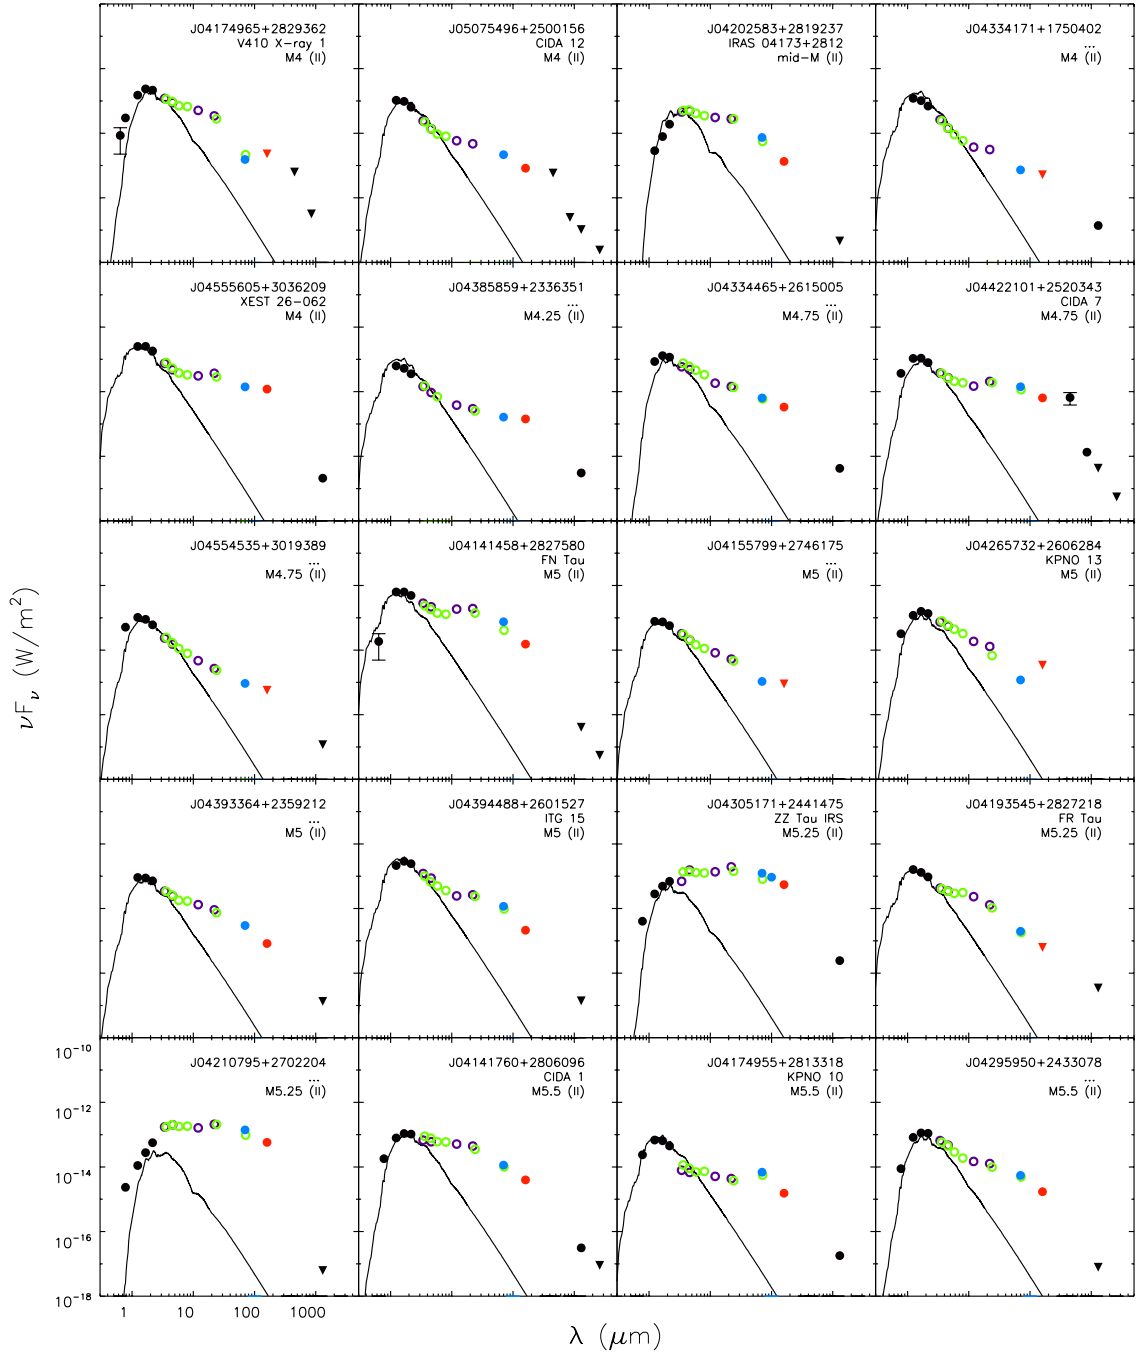 J04174965+2829362
V410 X-ray 1
M4 (II)
J05075496+2500156
CIDA 12
M4 (II)
J04202583+2819237
IRAS 04173+2812
mid-M (II)
J04334171+1750402
...
M4 (II)
J04555605+3036209
XEST 26-062
M4 (II)
J04385859+2336351
...
M4.25 (II)
J04334465+2615005
...
M4.75 (II)
J04422101+2520343
CIDA 7
M4.75 (II)
J04554535+3019389
...
M4.75 (II)
J04141458+2827580
FN Tau
M5 (II)
J04155799+2746175
...
M5 (II)
J04265732+2606284
KPNO 13
M5 (II)
νFν (W/m²)
J04393364+2359212
...
M5 (II)
J04394488+2601527
ITG 15
M5 (II)
J04305171+2441475
ZZ Tau IRS
M5.25 (II)
J04193545+2827218
FR Tau
M5.25 (II)
J04210795+2702204
...
M5.25 (II)
J04141760+2806096
CIDA 1
M5.5 (II)
J04174955+2813318
KPNO 10
M5.5 (II)
J04295950+2433078
...
M5.5 (II)
10⁻¹⁰
10⁻¹²
10⁻¹⁴
10⁻¹⁶
10⁻¹⁸
1 10 100 1000
λ (μm)